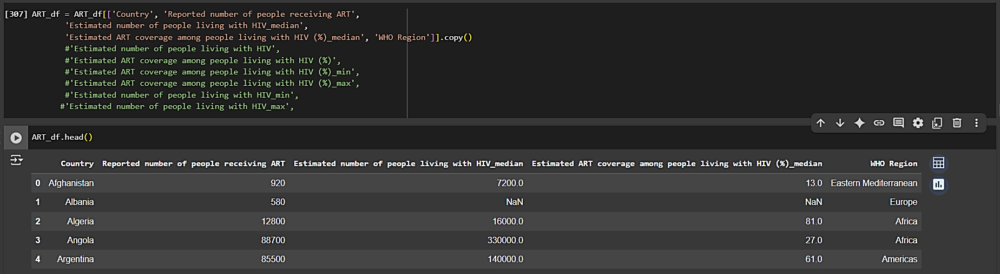 [307] ART_df = ART_df[['Country', 'Reported number of people receiving ART',
'Estimated number of people living with HIV_median',
'Estimated ART coverage among people living with HIV (%)_median', 'WHO Region']].copy()
#'Estimated number of people living with HIV',
#'Estimated ART coverage among people living with HIV (%)',
#'Estimated ART coverage among people living with HIV (%)_min',
#'Estimated ART coverage among people living with HIV (%)_max',
#'Estimated number of people living with HIV_min',
#'Estimated number of people living with HIV_max',
ART_df.head()
Country Reported number of people receiving ART Estimated number of people living with HIV_median Estimated ART coverage among people living with HIV (%)_median WHO Region
0 Afghanistan 920 7200.0 13.0 Eastern Mediterranean
1 Albania 580 NaN NaN Europe
2 Algeria 12800 16000.0 81.0 Africa
3 Angola 88700 330000.0 27.0 Africa
4 Argentina 85500 140000.0 61.0 Americas